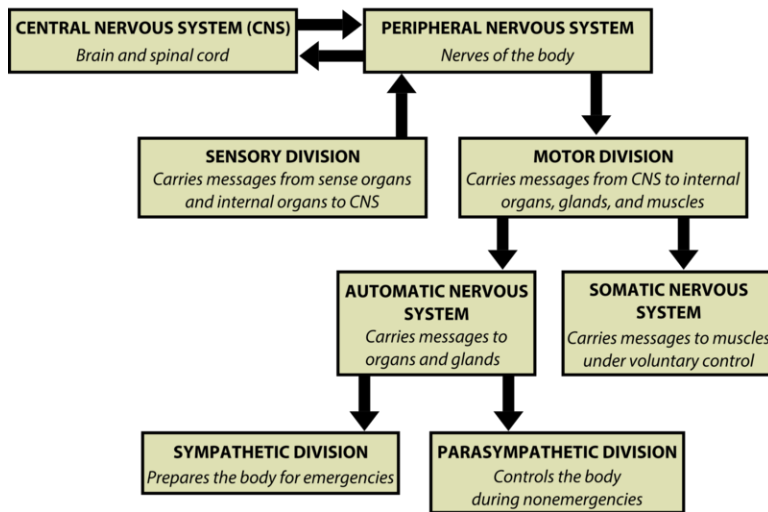 CENTRAL NERVOUS SYSTEM (CNS)
Brain and spinal cord
PERIPHERAL NERVOUS SYSTEM
Nerves of the body
SENSORY DIVISION
Carries messages from sense organs
and internal organs to CNS
MOTOR DIVISION
Carries messages from CNS to internal
organs, glands, and muscles
AUTOMATIC NERVOUS
SYSTEM
Carries messages to
organs and glands
SOMATIC NERVOUS
SYSTEM
Carries messages to muscles
under voluntary control
SYMPATHETIC DIVISION
Prepares the body for emergencies
PARASYMPATHETIC DIVISION
Controls the body
during nonemergencies